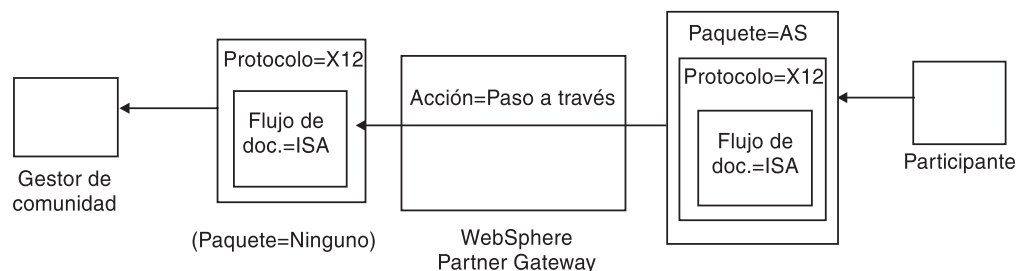 Gestor de
comunidad
Protocolo=X12
Flujo de
doc.=ISA
(Paquete=Ninguno)
Acción=Paso a través
WebSphere
Partner Gateway
Paquete=AS
Protocolo=X12
Flujo de
doc.=ISA
Participante